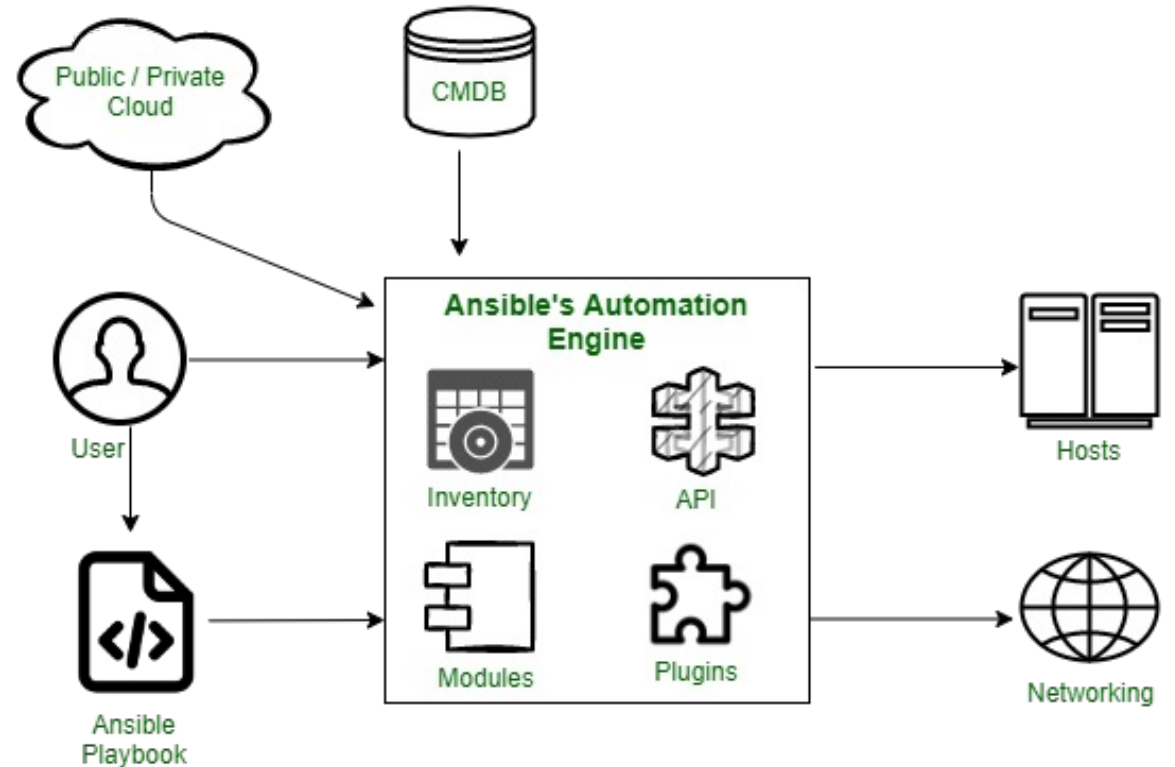 Public / Private
Cloud
CMDB
Ansible's Automation
Engine
User
Inventory
API
Hosts
Modules
Plugins
Networking
</>
Ansible
Playbook